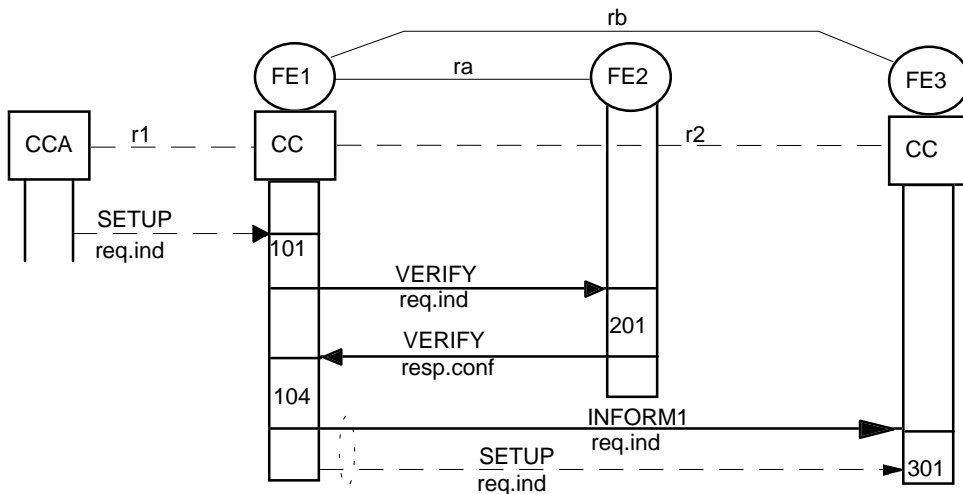 rb
FE1
ra
FE2
FE3
CCA
r1
CC
r2
CC
SETUP
req.ind
101
VERIFY
req.ind
201
VERIFY
resp.conf
104
INFORM1
req.ind
SETUP
req.ind
301